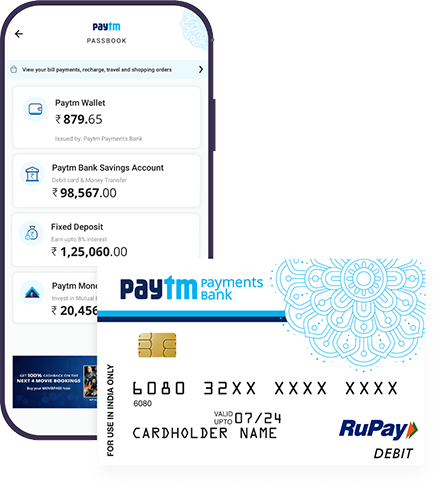 paytm
PASSBOOK
View your bill payments, recharge, travel and shopping orders
Paytm Wallet
₹ 879.65
Issued by: Paytm Payments Bank
Paytm Bank Savings Account
Debit card & Money Transfer
₹ 98,567.00
Fixed Deposit
Earn upto 8% interest
₹ 1,25,060.00
Paytm Mon
Invest in Mutual
₹ 20,456
GET 100% CASHBACK ON THE
NEXT 4 MOVIE BOOKINGS
Buy your MOVIEPASS now
paytm Payments
Bank
FOR USE IN INDIA ONLY
6080 32XX XXXX XXXX
6080
VALID
UPTO 07/24
CARDHOLDER NAME
RuPay
DEBIT